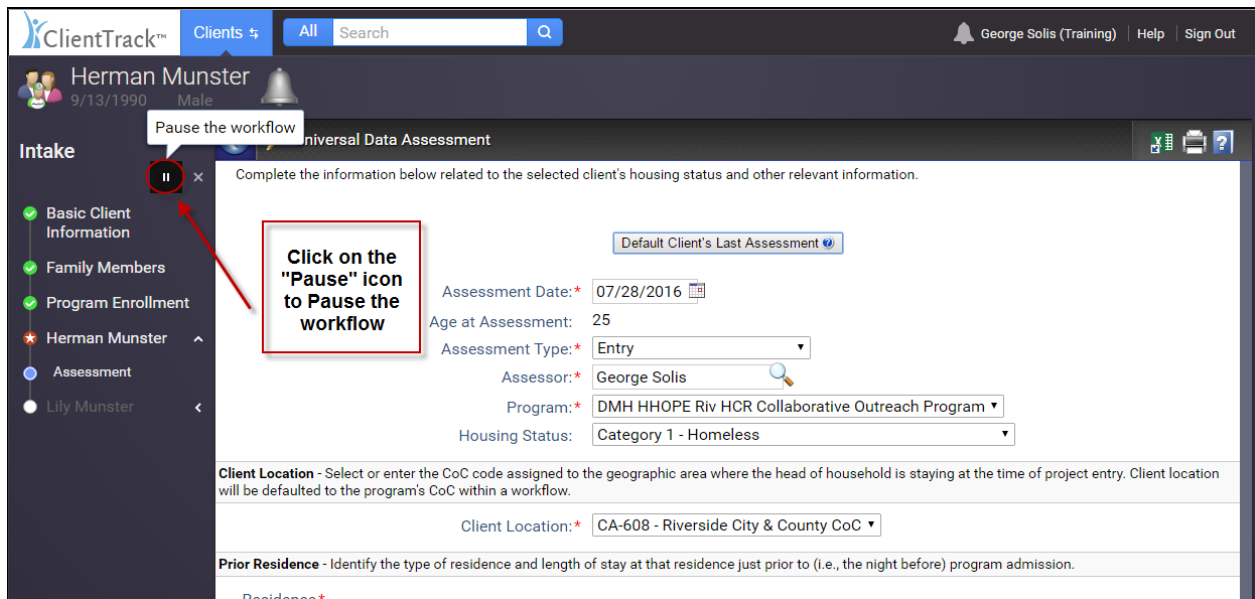 ClientTrack™
Clients
All
Search
George Solis (Training) | Help | Sign Out
Herman Munster
9/13/1990 Male
Pause the workflow
Intake
Universal Data Assessment
Complete the information below related to the selected client's housing status and other relevant information.
Basic Client
Information
Family Members
Program Enrollment
Herman Munster
Assessment
Lily Munster
Click on the
"Pause" icon
to Pause the
workflow
Default Client's Last Assessment
Assessment Date:* 07/28/2016
Age at Assessment: 25
Assessment Type:* Entry
Assessor:* George Solis
Program:* DMH HHOPE Riv HCR Collaborative Outreach Program
Housing Status: Category 1 - Homeless
Client Location - Select or enter the CoC code assigned to the geographic area where the head of household is staying at the time of project entry. Client location
will be defaulted to the program's CoC within a workflow.
Client Location:* CA-608 - Riverside City & County CoC
Prior Residence - Identify the type of residence and length of stay at that residence just prior to (i.e., the night before) program admission.
Residence*